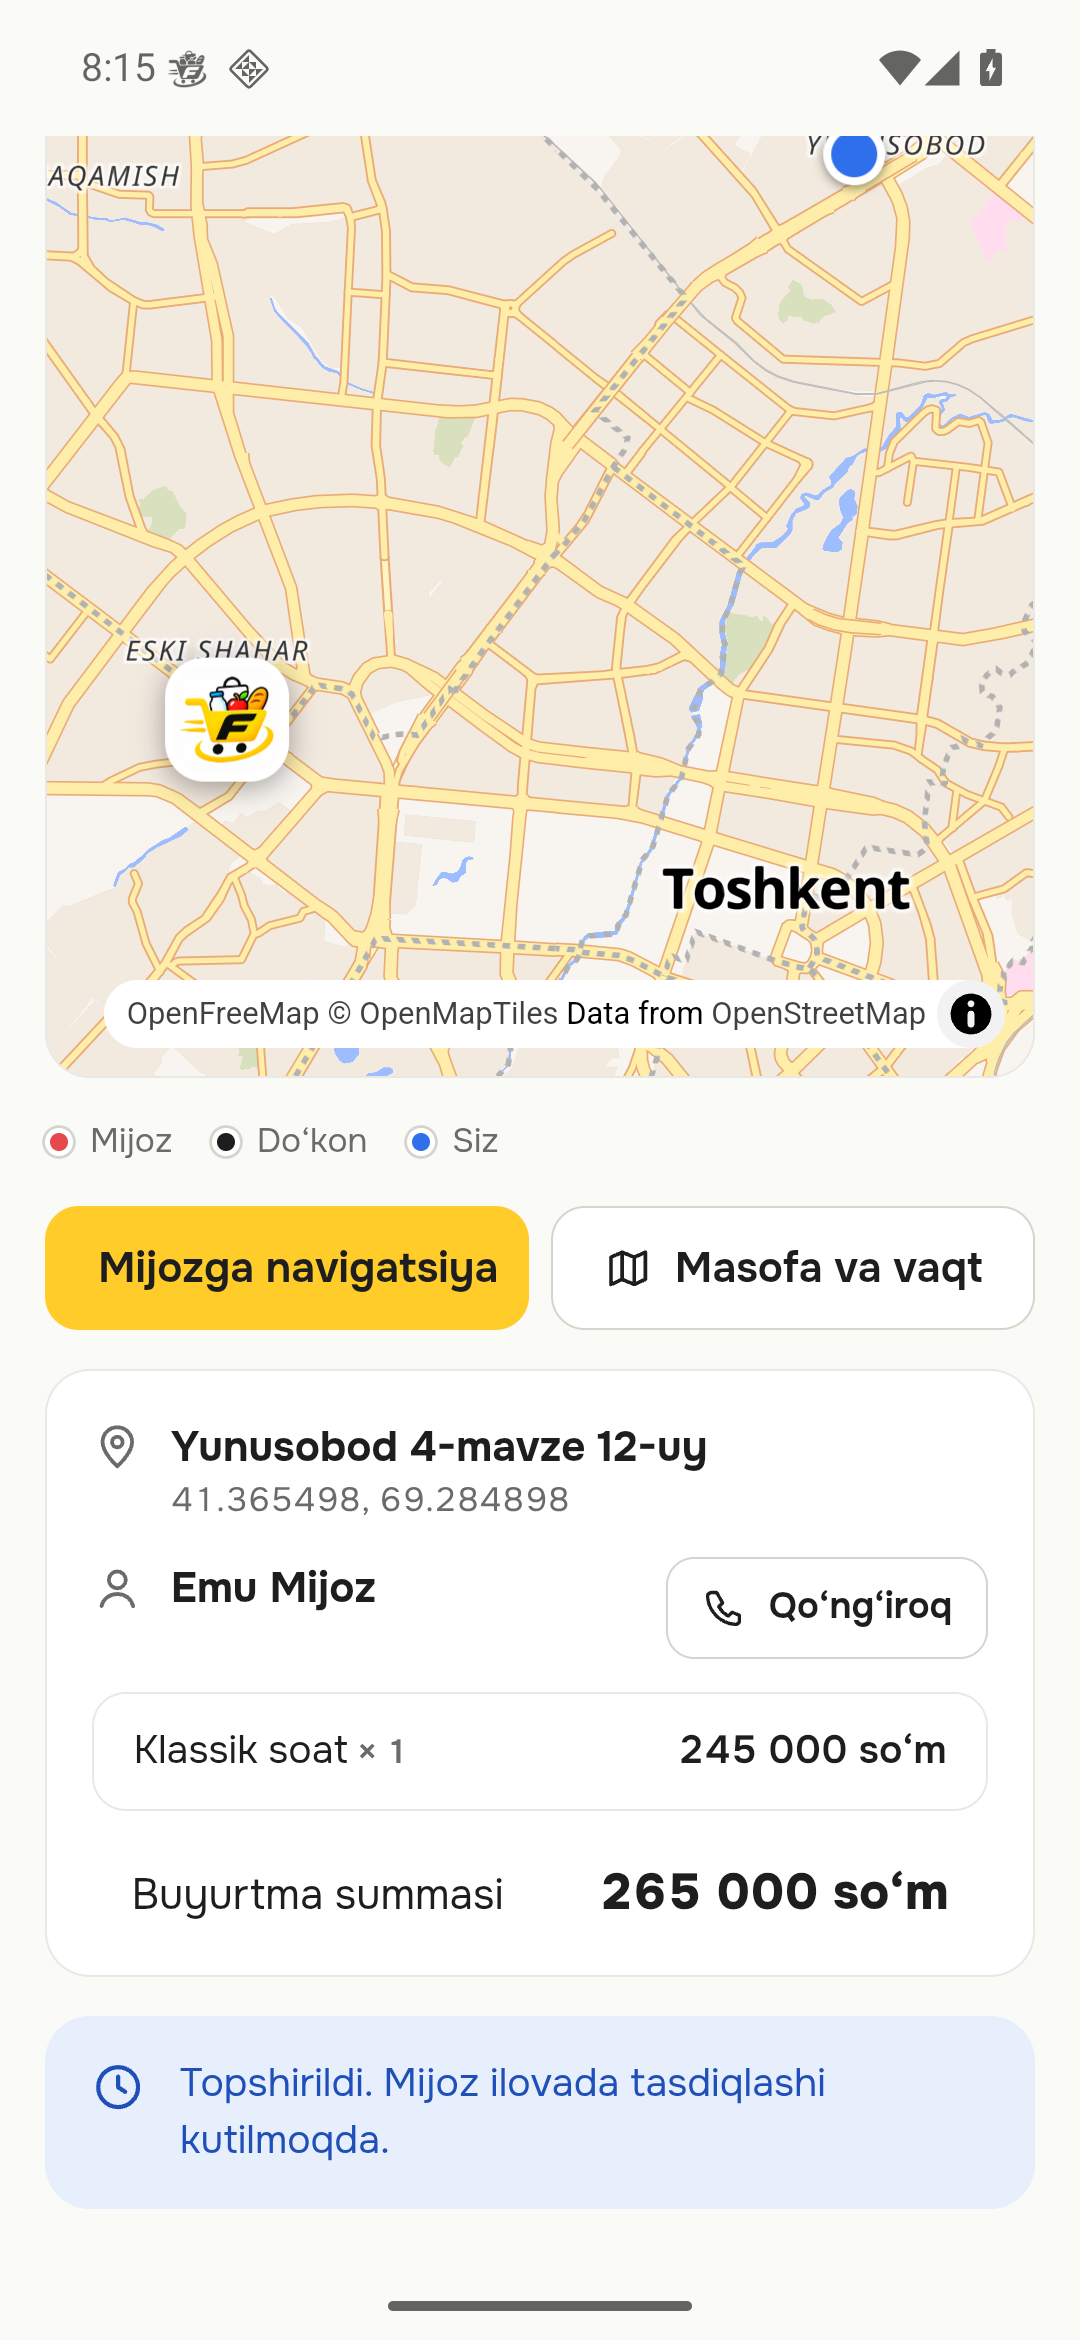 8:15
AQAMISH
ESKI SHAHAR
F
Toshkent
OpenFreeMap © OpenMapTiles Data from OpenStreetMap
Mijoz
Do‘kon
Siz
Mijozga navigatsiya
Masofa va vaqt
Yunusobod 4-mavze 12-uy
41.365498, 69.284898
Emu Mijoz
Qo‘ng‘iroq
Klassik soat × 1
245 000 so‘m
Buyurtma summasi
265 000 so‘m
Topshirildi. Mijoz ilovada tasdiqlashi
kutilmoqda.